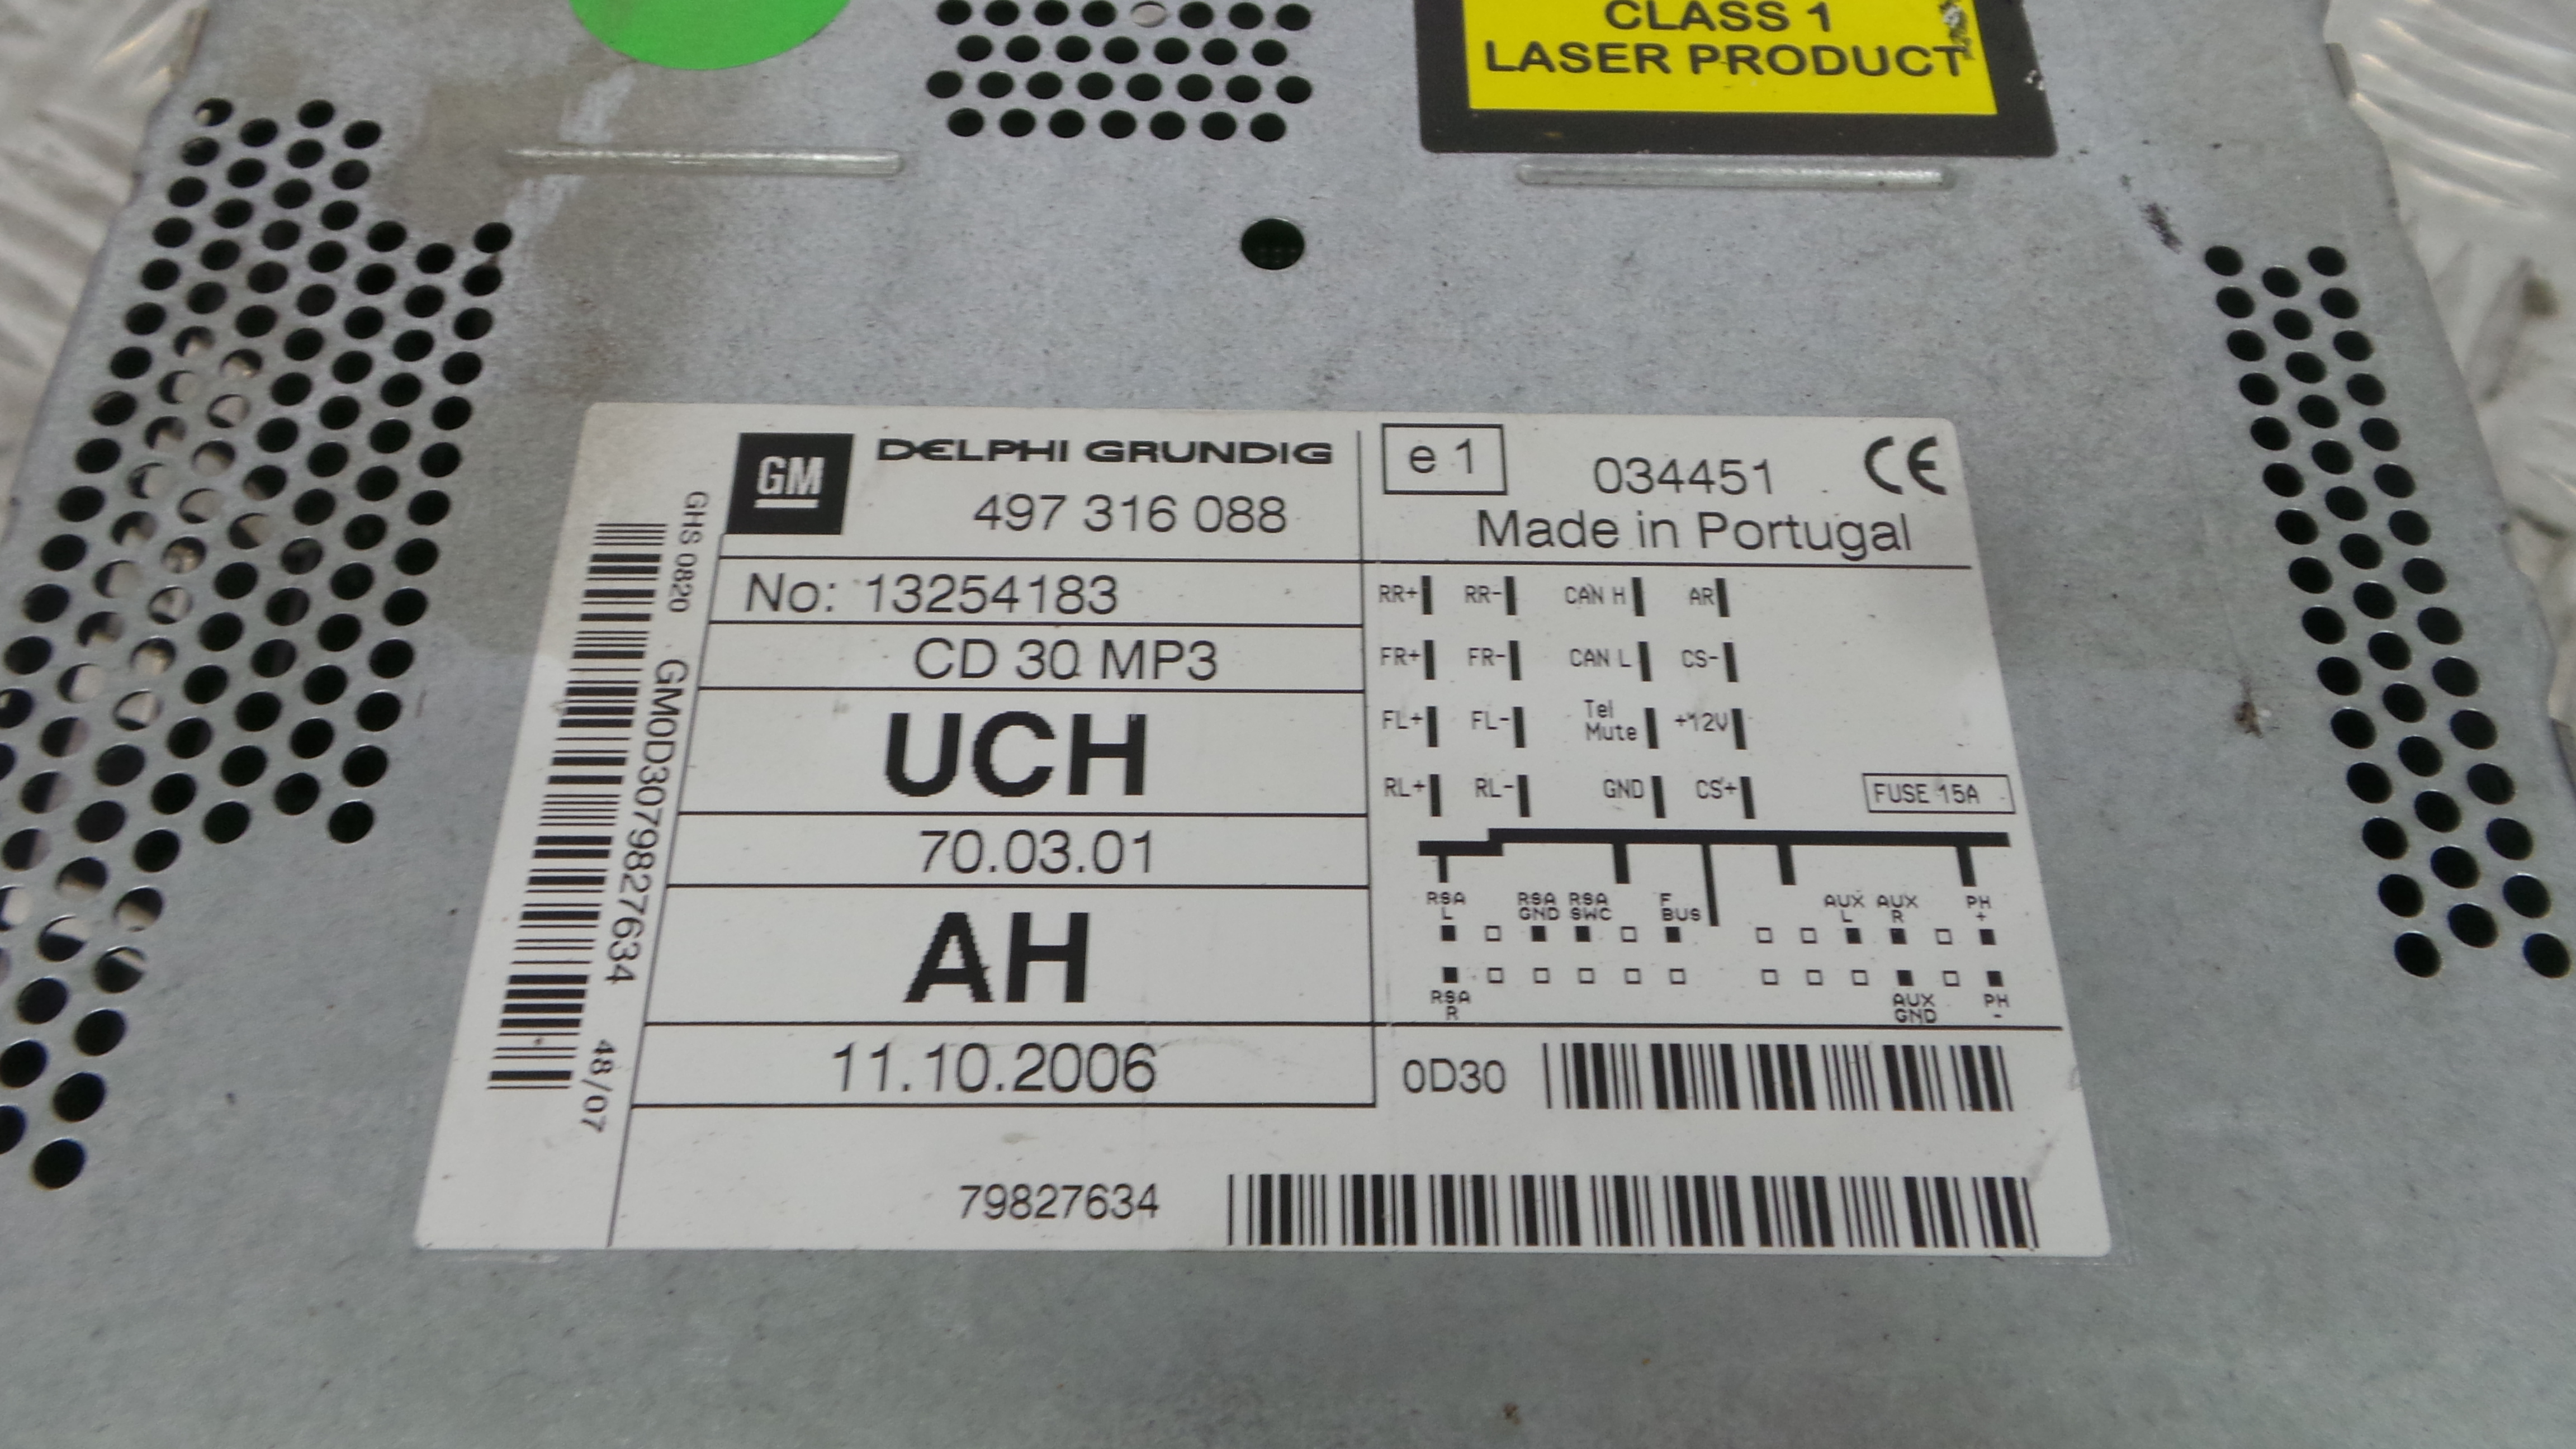 CLASS 1
LASER PRODUCT
GM
DELPHI GRUNDIG
497 316 088
e 1
034451
CE
Made in Portugal
GHS 0820 GM0D3079827634 48/07
No: 13254183
CD 30 MP3
UCH
70.03.01
AH
11.10.2006
RR+ RR- CAN H AR
FR+ FR- CAN L CS-
FL+ FL- Tel Mute +12V
RL+ RL- GND CS+
FUSE 15A
RSA RSA RSA F AUX AUX PH
L GND SWC BUS L R +
RSA AUX PH
R GND -
0D30
79827634